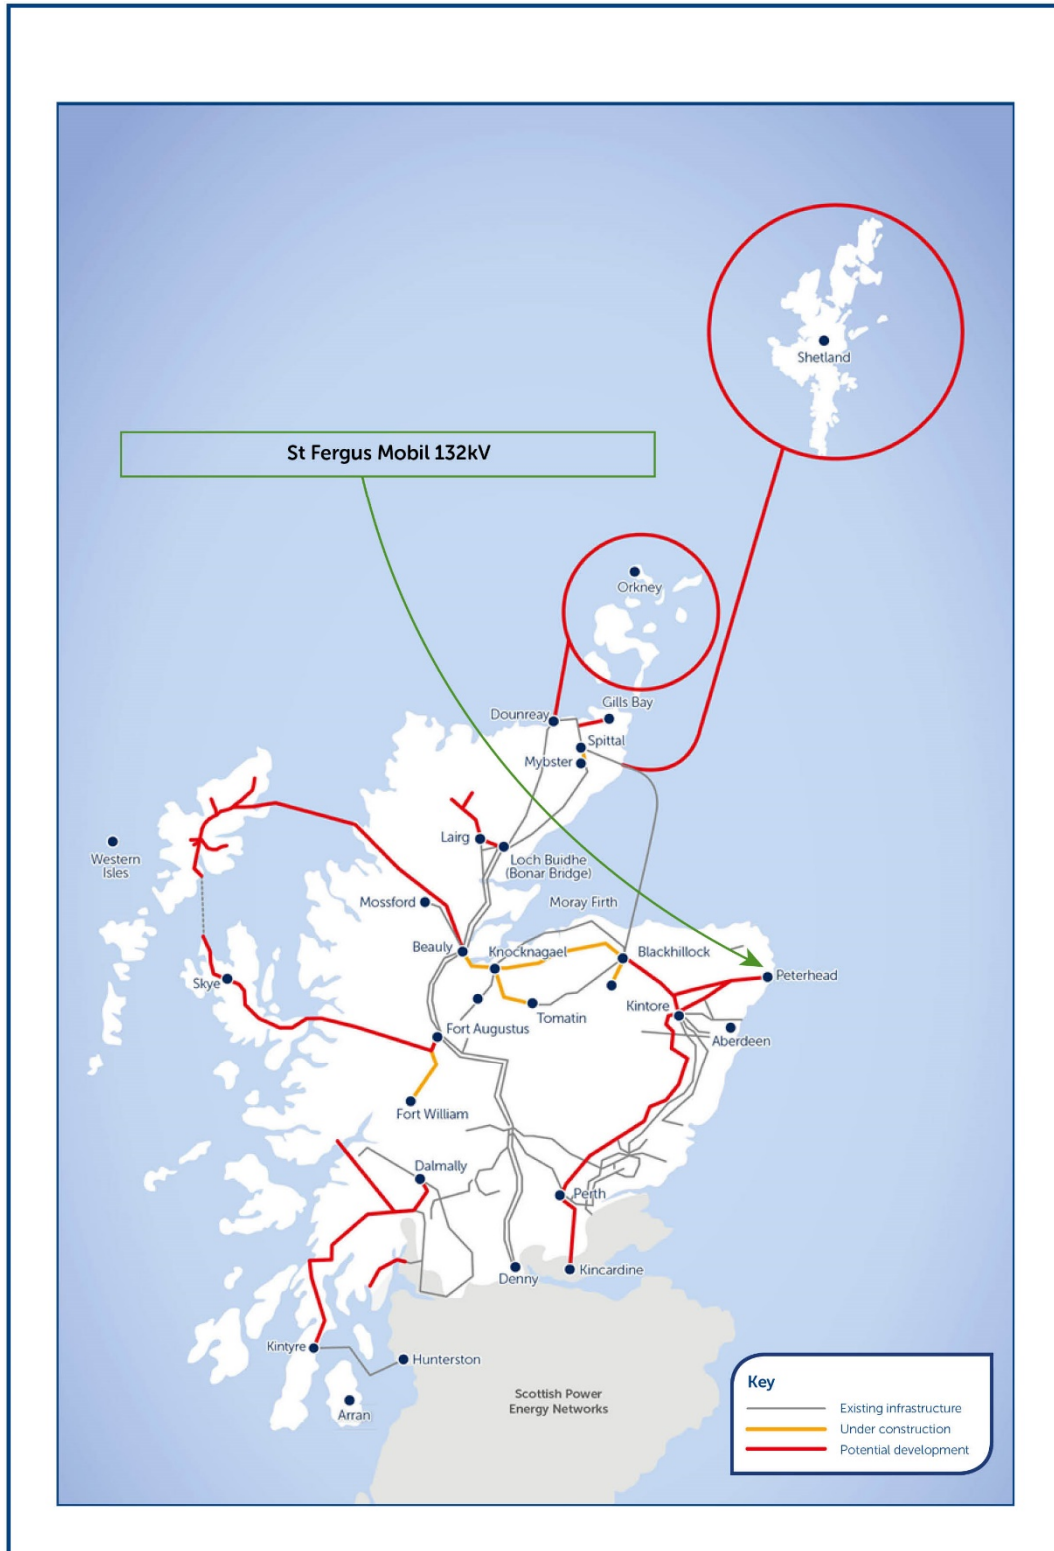 Shetland
St Fergus Mobil 132kV
Orkney
Gills Bay
Dounreay
Spittal
Mybster
Lairg
Loch Buidhe
(Bonar Bridge)
Western
Isles
Mossford
Moray Firth
Beauly
Knocknagael
Blackhillock
Peterhead
Skye
Kintore
Tomatin
Fort Augustus
Aberdeen
Fort William
Dalmally
Perth
Denny
Kincardine
Kintyre
Hunterston
Arran
Scottish Power
Energy Networks
Key
Existing infrastructure
Under construction
Potential development